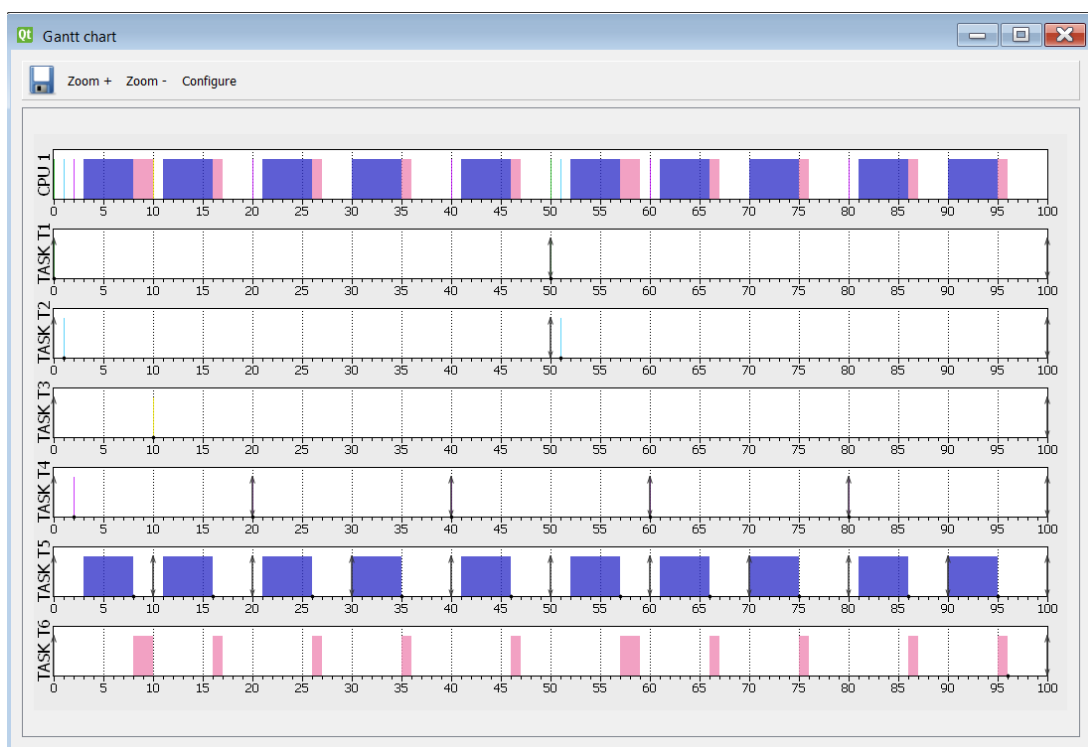 Qt Gantt chart
Zoom + Zoom - Configure
CPU 1
0 5 10 15 20 25 30 35 40 45 50 55 60 65 70 75 80 85 90 95 100
TASK T1
0 5 10 15 20 25 30 35 40 45 50 55 60 65 70 75 80 85 90 95 100
TASK T2
0 5 10 15 20 25 30 35 40 45 50 55 60 65 70 75 80 85 90 95 100
TASK T3
0 5 10 15 20 25 30 35 40 45 50 55 60 65 70 75 80 85 90 95 100
TASK T4
0 5 10 15 20 25 30 35 40 45 50 55 60 65 70 75 80 85 90 95 100
TASK T5
0 5 10 15 20 25 30 35 40 45 50 55 60 65 70 75 80 85 90 95 100
TASK T6
0 5 10 15 20 25 30 35 40 45 50 55 60 65 70 75 80 85 90 95 100